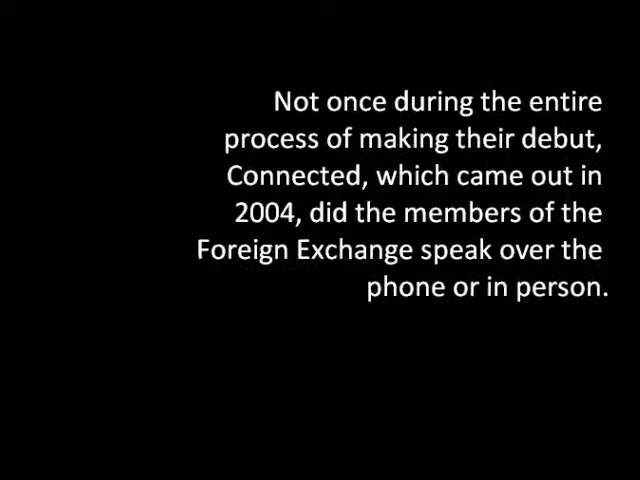 Not once during the entire
process of making their debut,
Connected, which came out in
2004, did the members of the
Foreign Exchange speak over the
phone or in person.